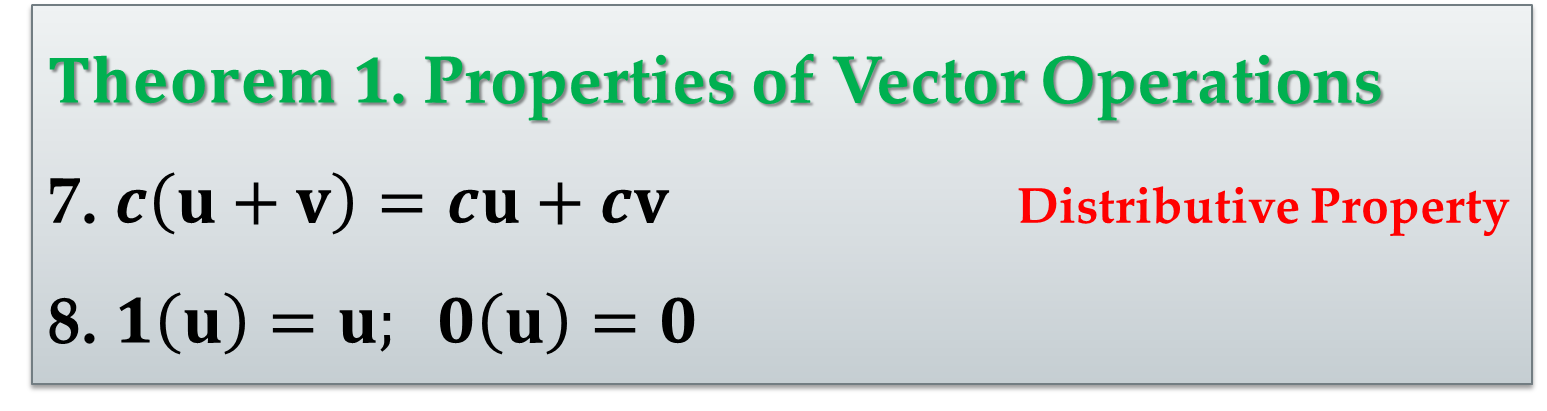 Theorem 1. Properties of Vector Operations
7. c(u + v) = cu + cv Distributive Property
8. 1(u) = u; 0(u) = 0